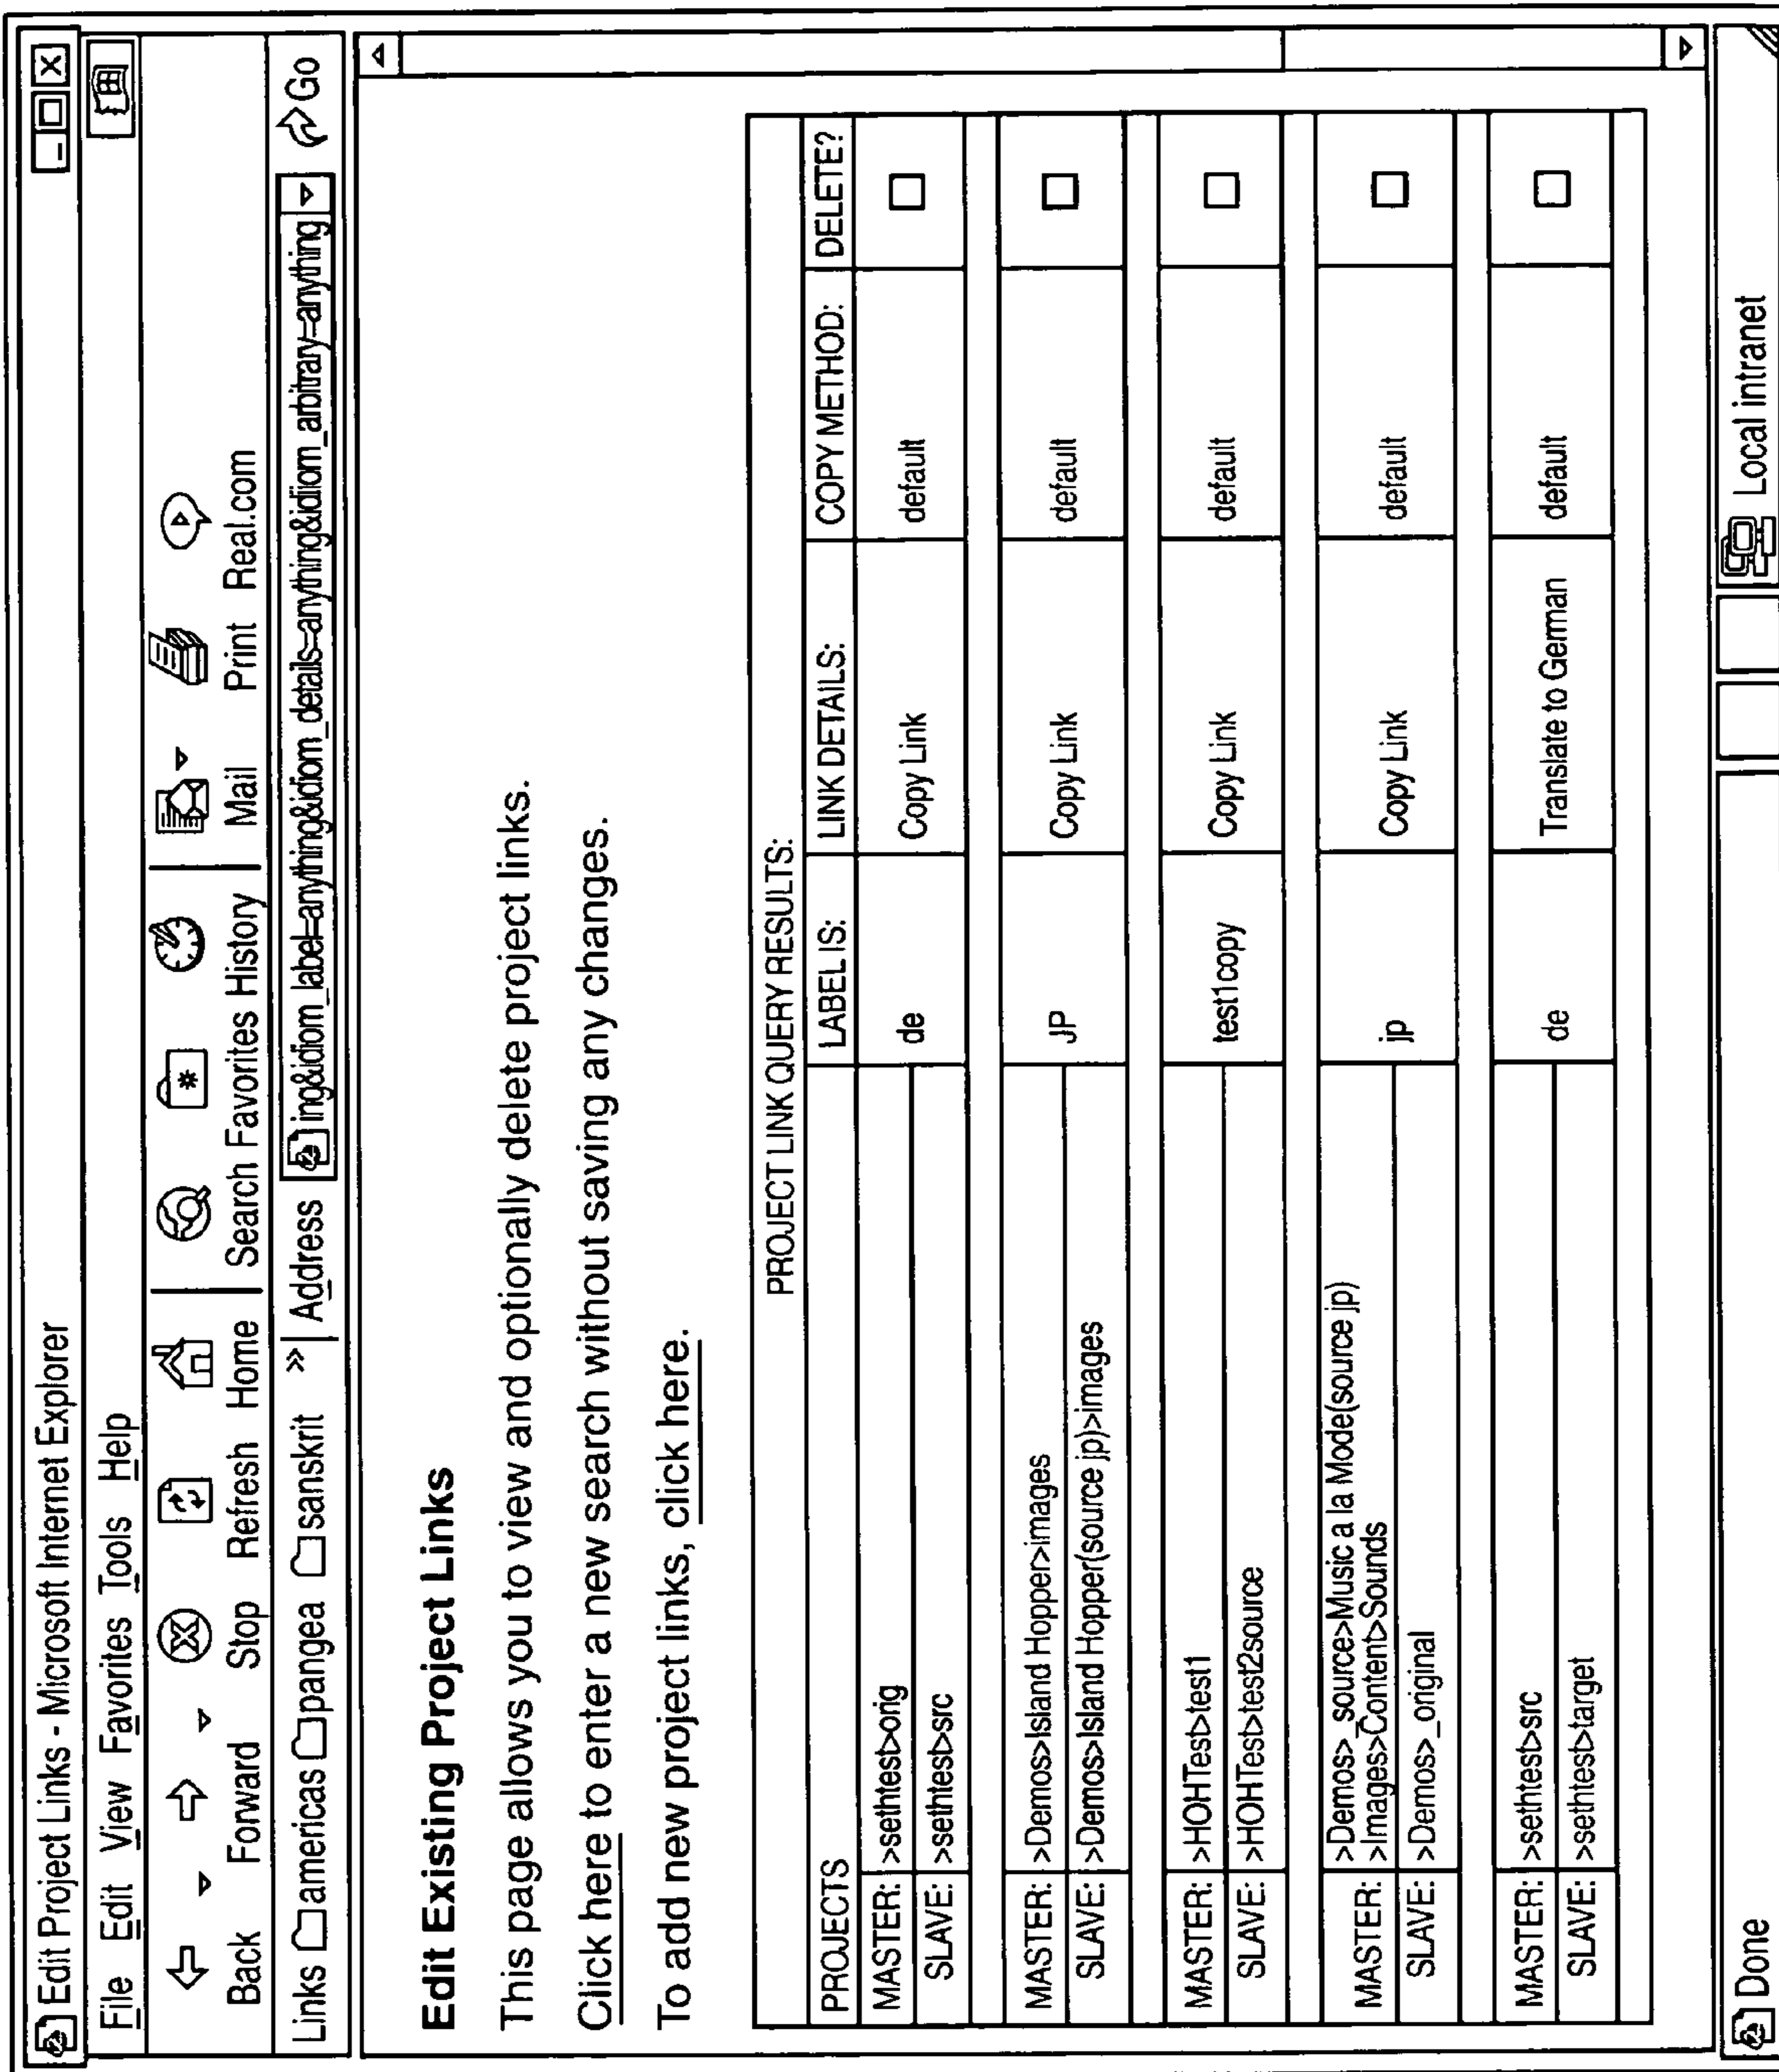 Edit Project Links - Microsoft Internet Explorer
File Edit View Favorites Tools Help
Back Forward Stop Refresh Home Search Favorites History Mail Print Real.com
Links americas pangea sanskrit » Address ing&idiom_label=anything&idiom_details=anything&idiom_arbitrary=anything Go
Edit Existing Project Links
This page allows you to view and optionally delete project links.
Click here to enter a new search without saving any changes.
To add new project links, click here.
PROJECT LINK QUERY RESULTS:
PROJECTS LABEL IS: LINK DETAILS: COPY METHOD: DELETE?
MASTER: >sethtest>orig de Copy Link default
SLAVE: >sethtest>src
MASTER: >Demos>Island Hopper>images JP Copy Link default
SLAVE: >Demos>Island Hopper(source jp)>images
MASTER: >HOHTest>test1 test1copy Copy Link default
SLAVE: >HOHTest>test2source
MASTER: >Demos>_source>Music a la Mode(source jp) jp Copy Link default
>Images>Content>Sounds
SLAVE: >Demos>_original
MASTER: >sethtest>src de Translate to German default
SLAVE: >sethtest>target
Done Local intranet